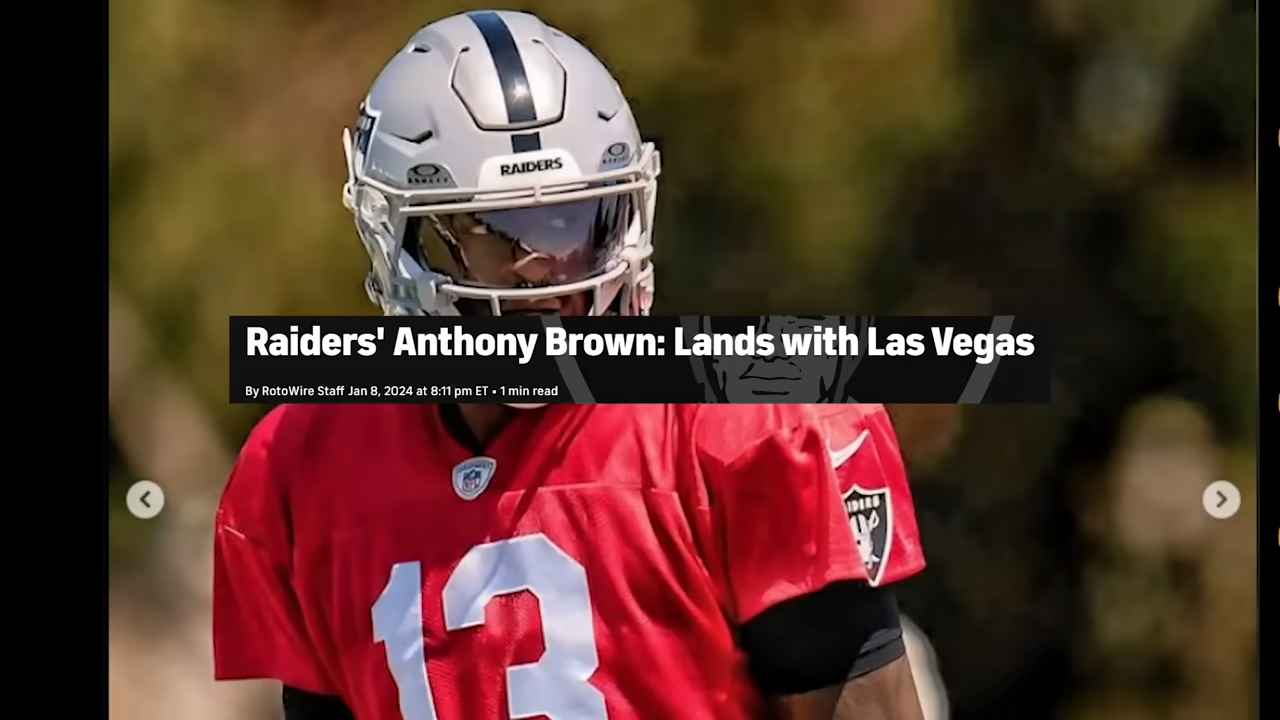 RAIDERS
Raiders' Anthony Brown: Lands with Las Vegas
By RotoWire Staff Jan 8, 2024 at 8:11 pm ET • 1 min read
13